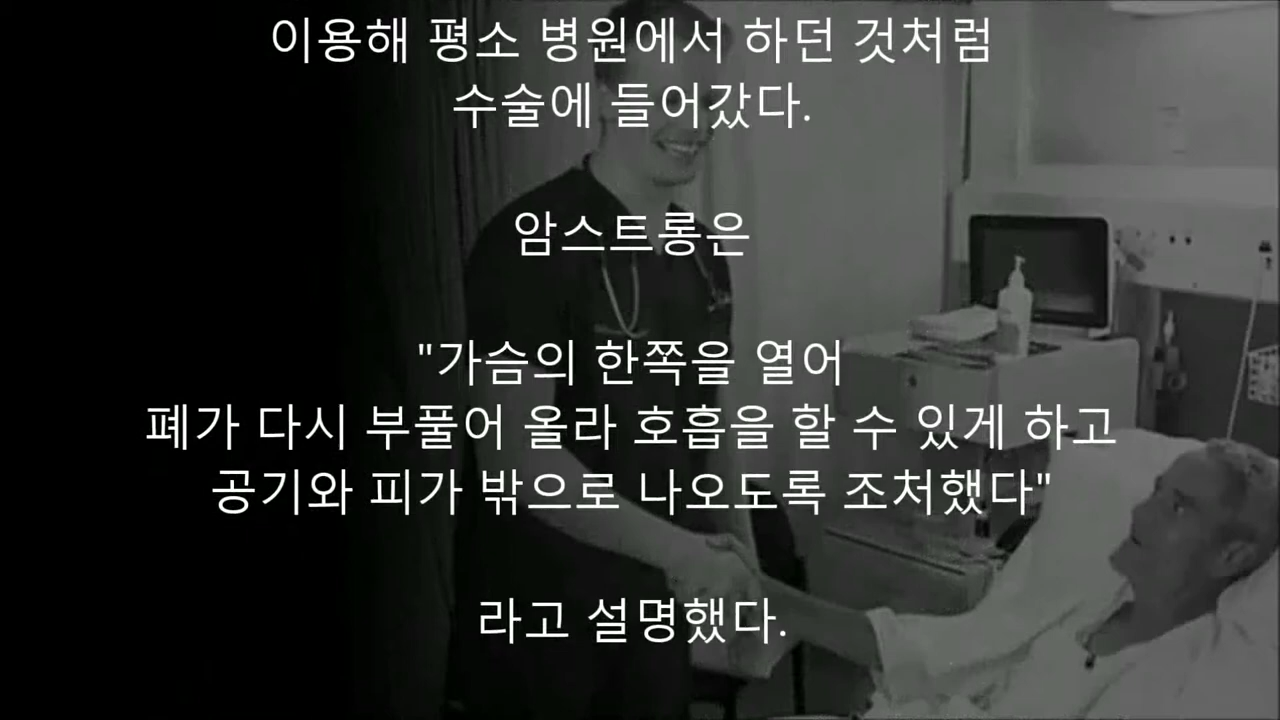 이용해 평소 병원에서 하던 것처럼
수술에 들어갔다.
암스트롱은
"가슴의 한쪽을 열어
폐가 다시 부풀어 올라 호흡을 할 수 있게 하고
공기와 피가 밖으로 나오도록 조처했다"
라고 설명했다.